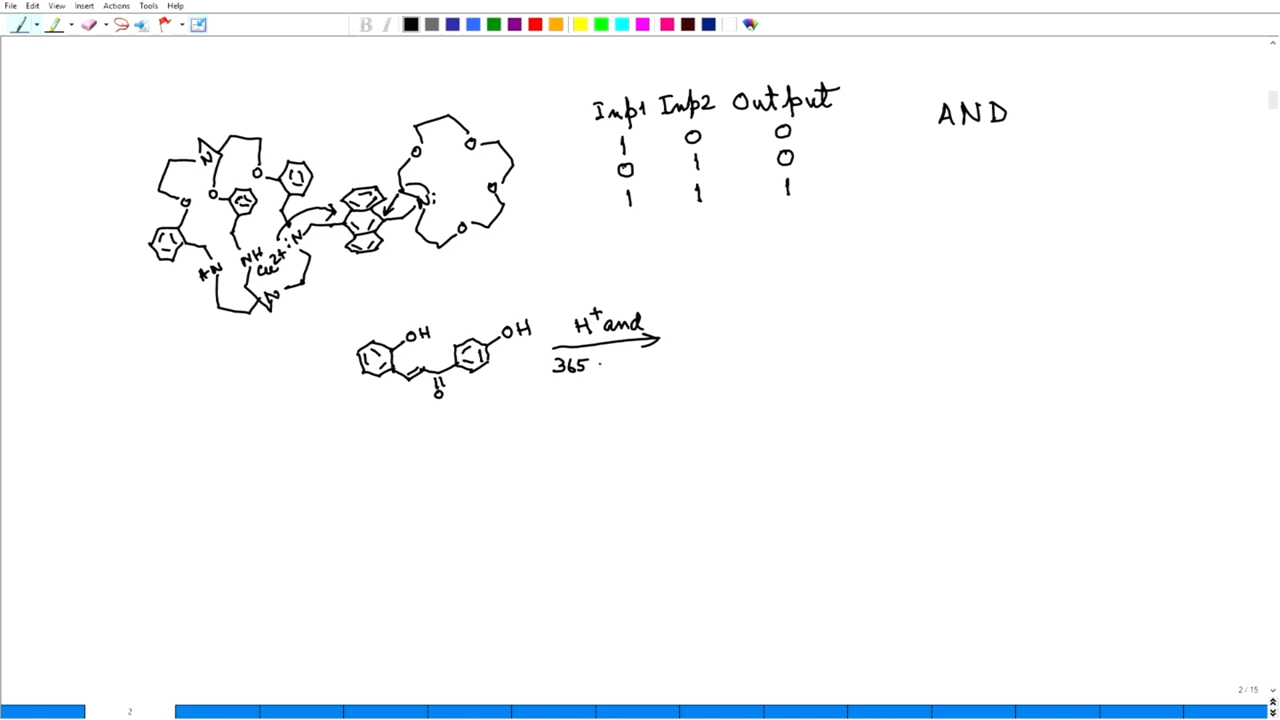 File Edit View Insert Actions Tools Help
B I
Inp1 Inp2 Output
AND
1 0 0
0 1 0
1 1 1
N
O
O
O
O
O
O
O
N:
:N
NH
Cu2+
HN
N
OH
OH
O
H+ and
365
2 / 15
2